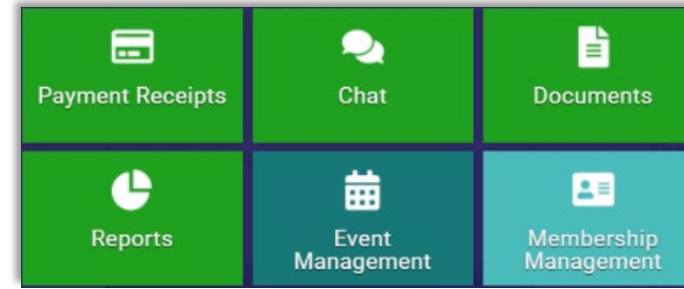 Payment Receipts
Chat
Documents
Reports
Event
Management
Membership
Management